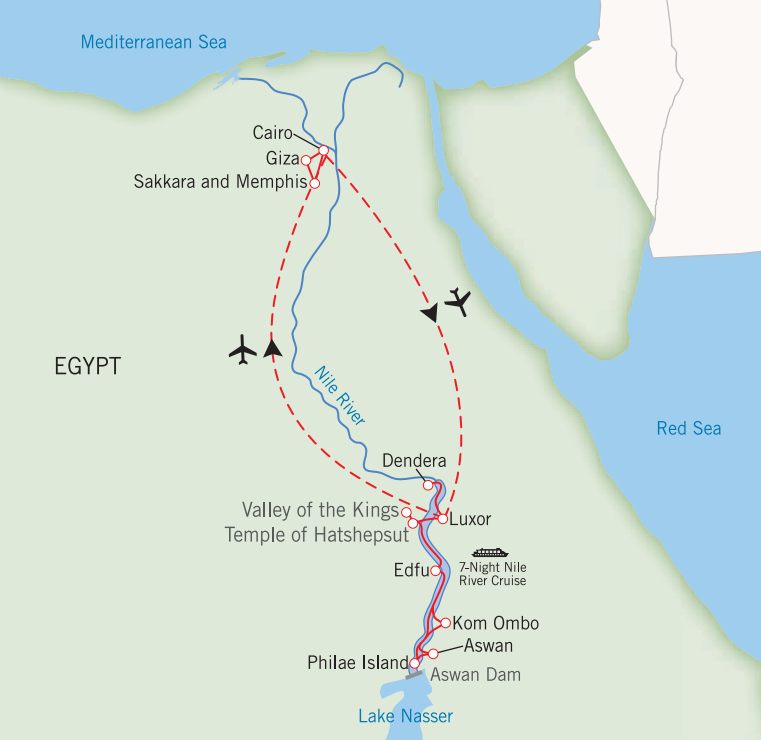 Mediterranean Sea
Cairo
Giza
Sakkara and Memphis
EGYPT
Nile River
Red Sea
Dendera
Valley of the Kings
Luxor
Temple of Hatshepsut
Edfu
7-Night Nile
River Cruise
Kom Ombo
Aswan
Philae Island
Aswan Dam
Lake Nasser